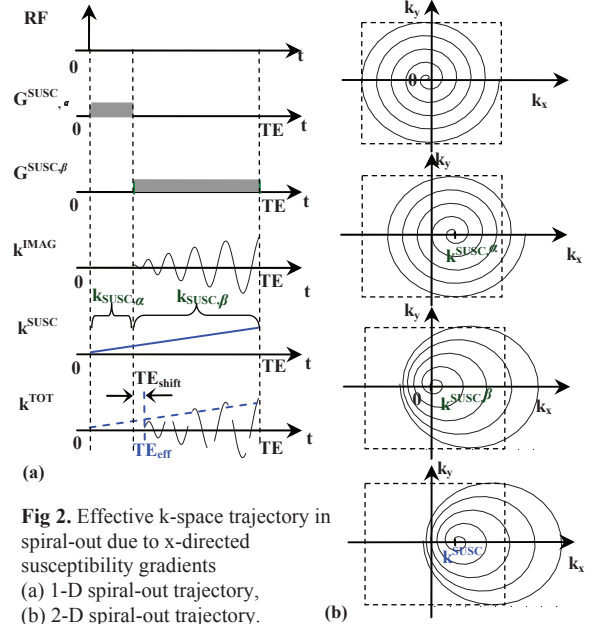 RF
0
t
G^SUSC,α
0
TE
t
G^SUSC,β
0
TE
t
k^IMAG
0
TE
t
k_SUSC,α
k_SUSC,β
k^SUSC
0
TE
t
TE_shift
k^TOT
0
TE_eff
TE
t
(a)
Fig 2. Effective k-space trajectory in
spiral-out due to x-directed
susceptibility gradients
(a) 1-D spiral-out trajectory,
(b) 2-D spiral-out trajectory.
k_y
0
k_x
k_y
k^SUSC,α
k_x
k_y
0
k^SUSC,β
k_x
k_y
k^SUSC
k_x
(b)